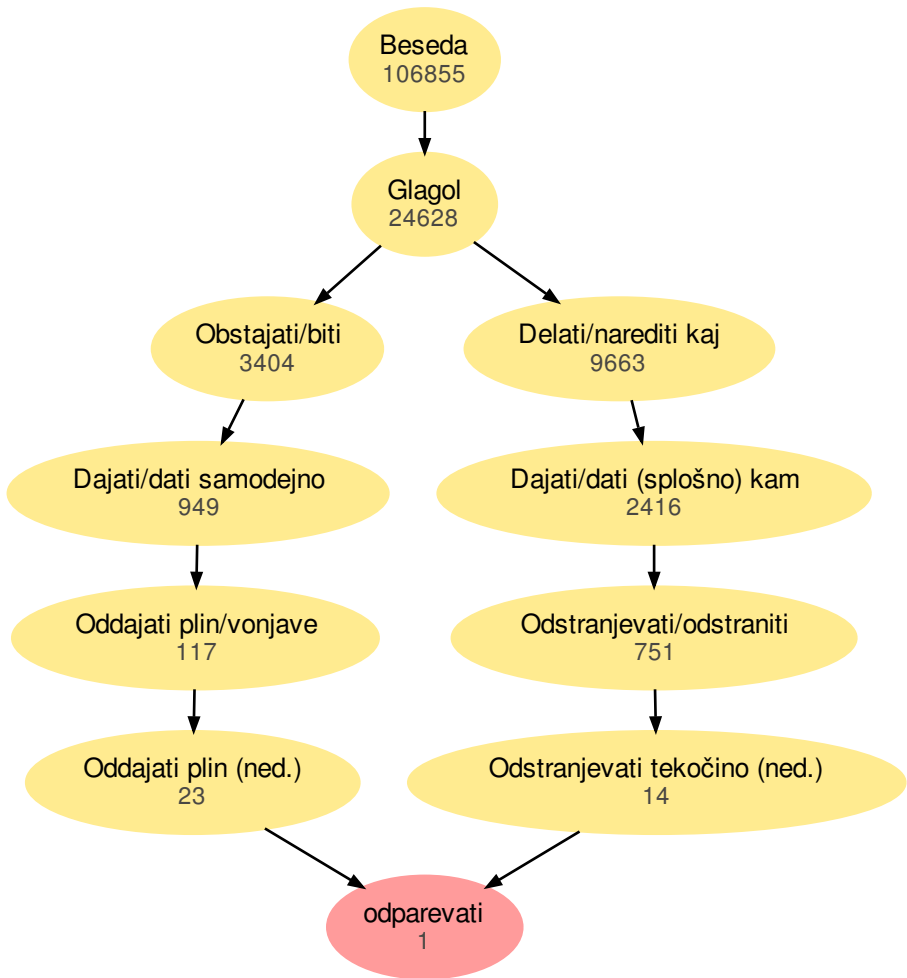 Beseda
106855
Glagol
24628
Obstajati/biti
3404
Delati/narediti kaj
9663
Dajati/dati samodejno
949
Dajati/dati (splošno) kam
2416
Oddajati plin/vonjave
117
Odstranjevati/odstraniti
751
Oddajati plin (ned.)
23
Odstranjevati tekočino (ned.)
14
odparevati
1